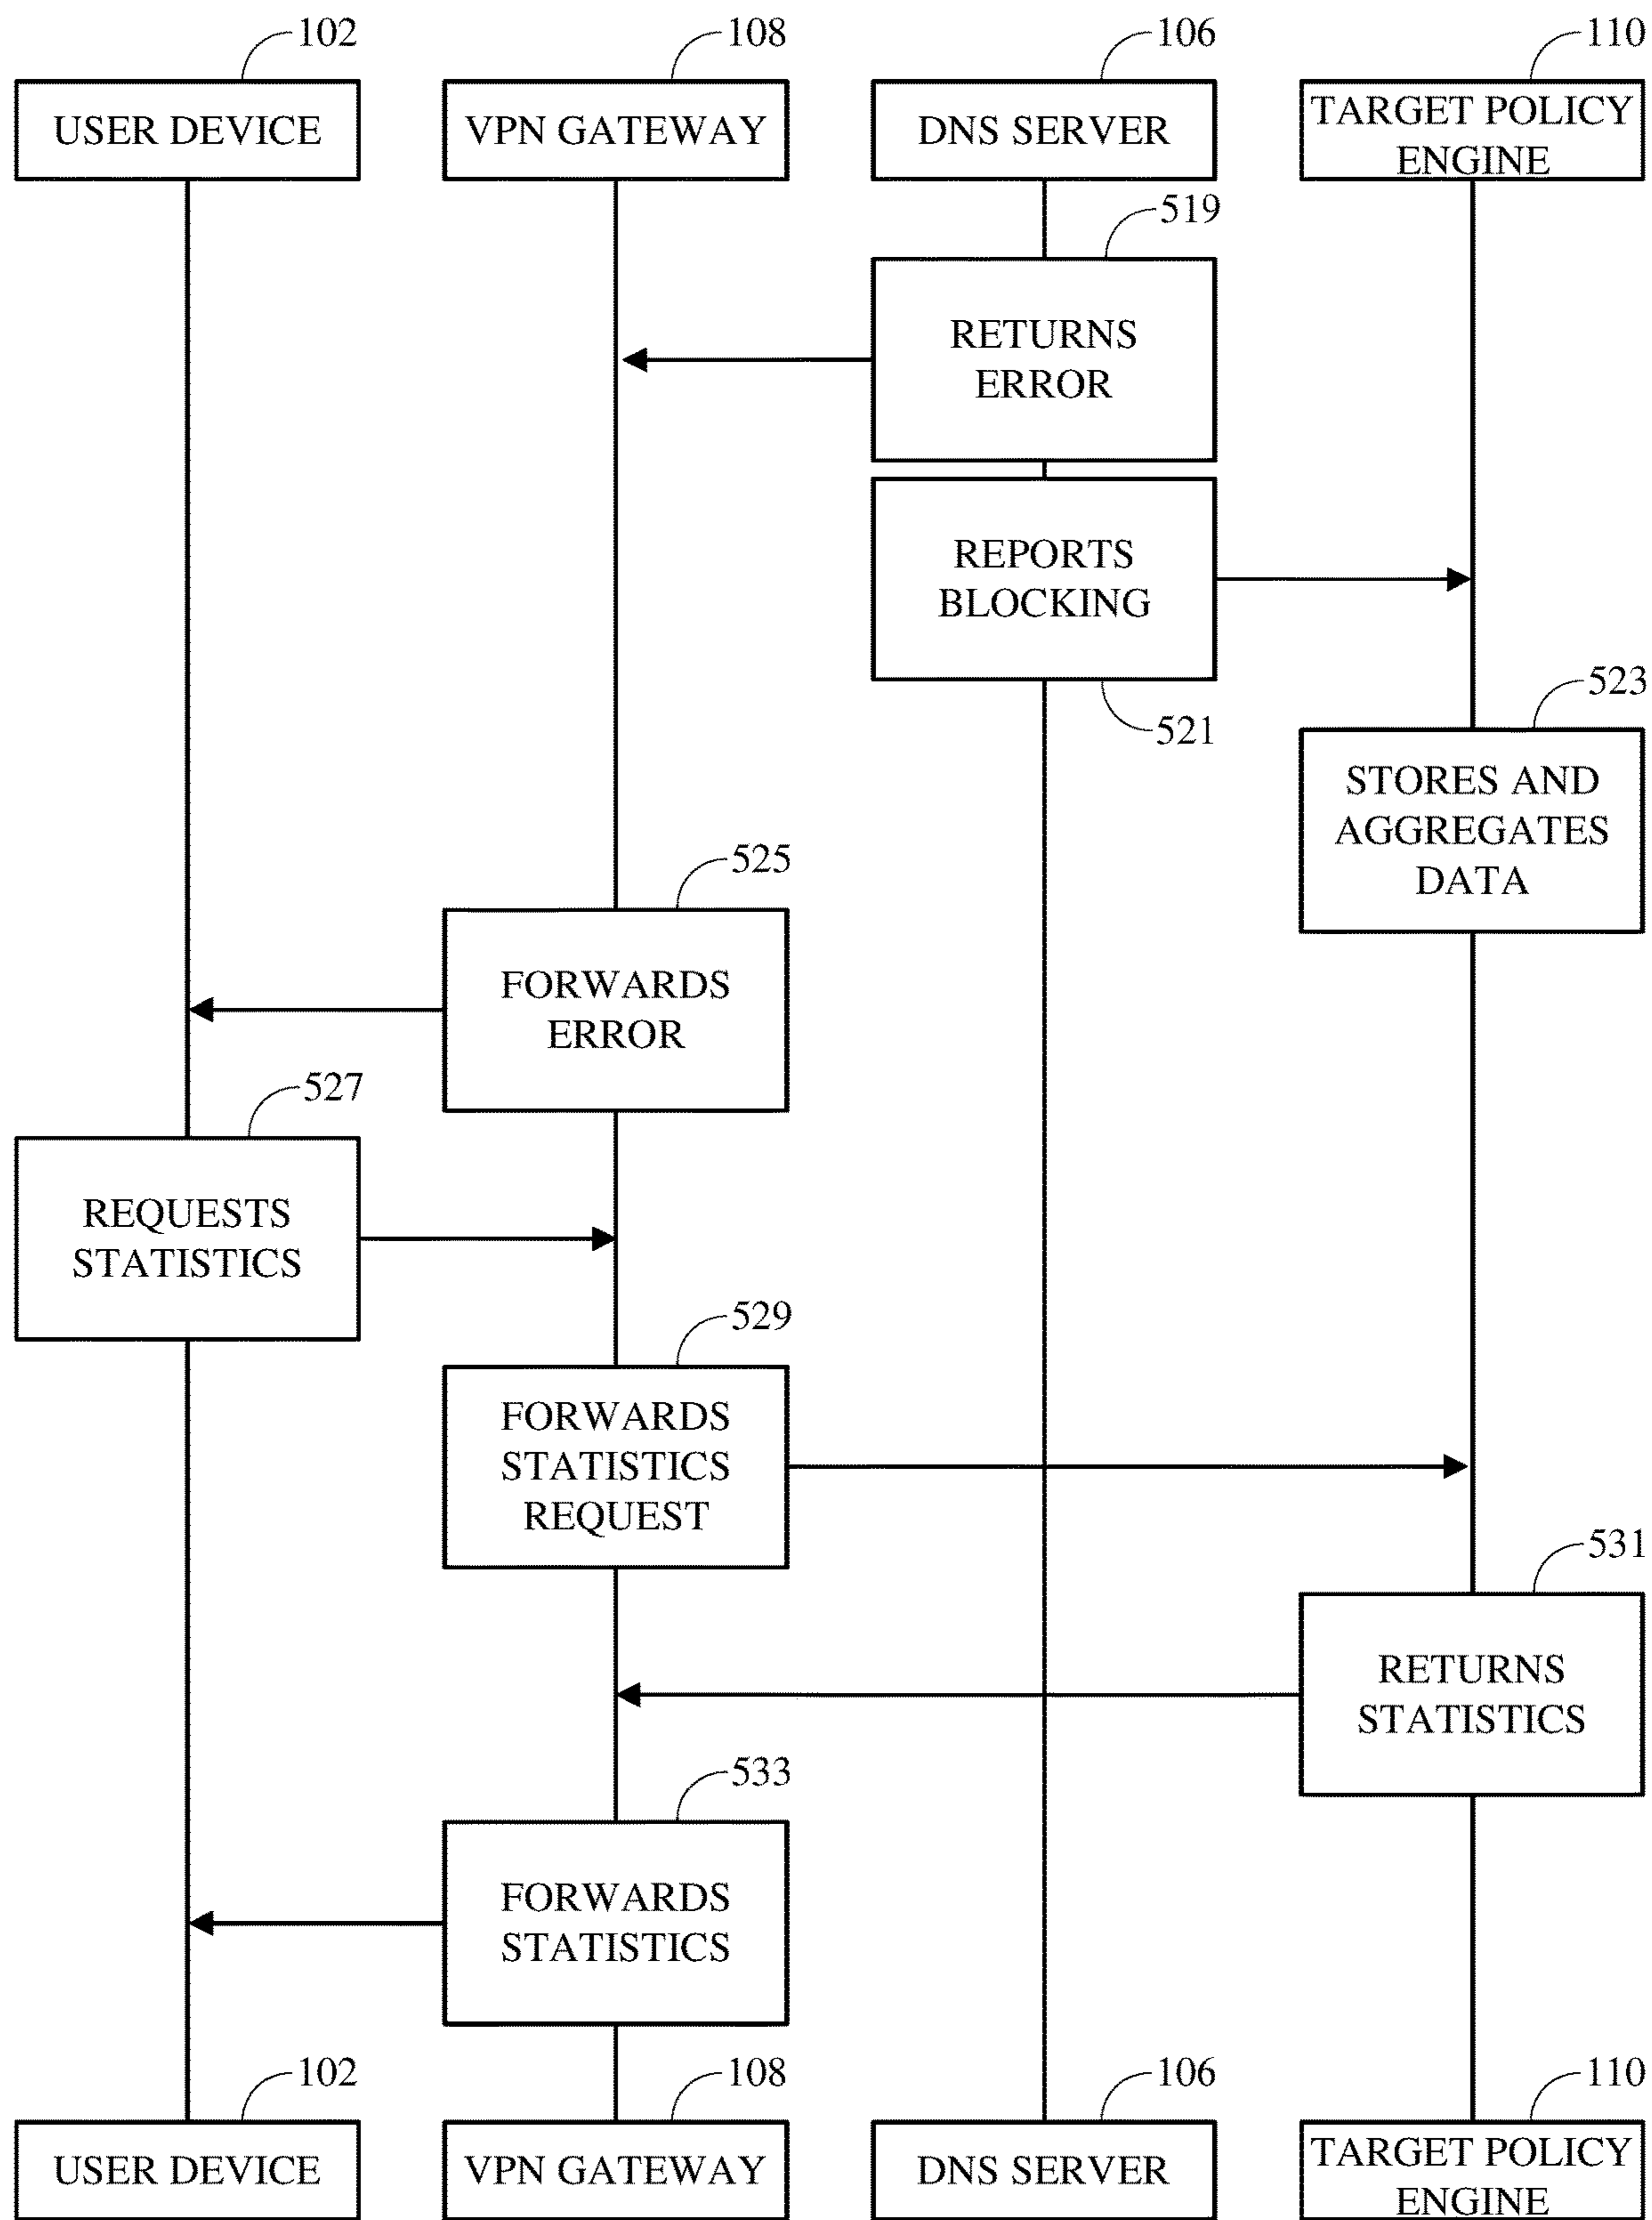 102
108
106
110
USER DEVICE
VPN GATEWAY
DNS SERVER
TARGET POLICY
ENGINE
519
RETURNS
ERROR
REPORTS
BLOCKING
521
523
STORES AND
AGGREGATES
DATA
525
FORWARDS
ERROR
527
REQUESTS
STATISTICS
529
FORWARDS
STATISTICS
REQUEST
531
RETURNS
STATISTICS
533
FORWARDS
STATISTICS
102
108
106
110
USER DEVICE
VPN GATEWAY
DNS SERVER
TARGET POLICY
ENGINE